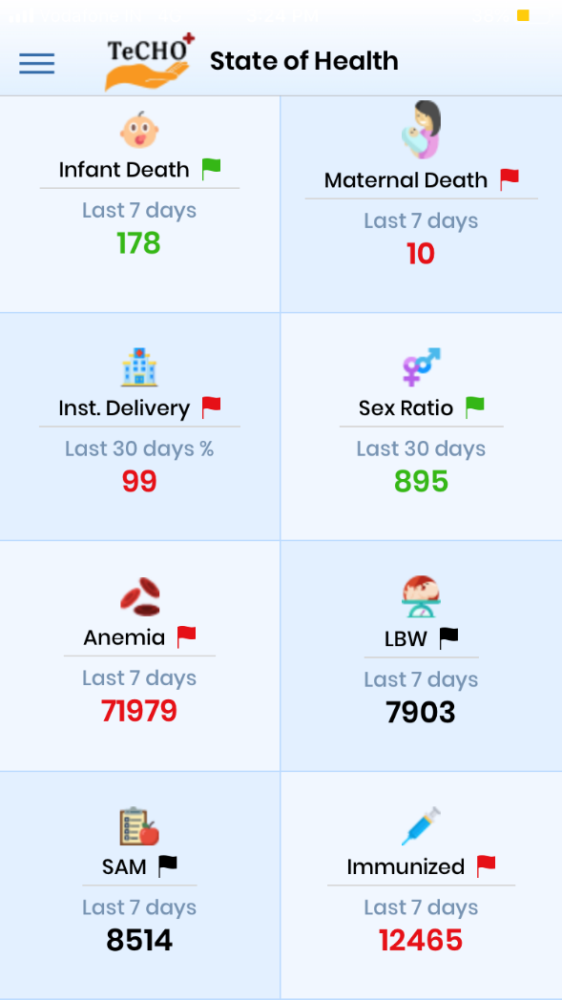 TeCHO+
State of Health
Infant Death
Last 7 days
178
Maternal Death
Last 7 days
10
Inst. Delivery
Last 30 days %
99
Sex Ratio
Last 30 days
895
Anemia
Last 7 days
71979
LBW
Last 7 days
7903
SAM
Last 7 days
8514
Immunized
Last 7 days
12465